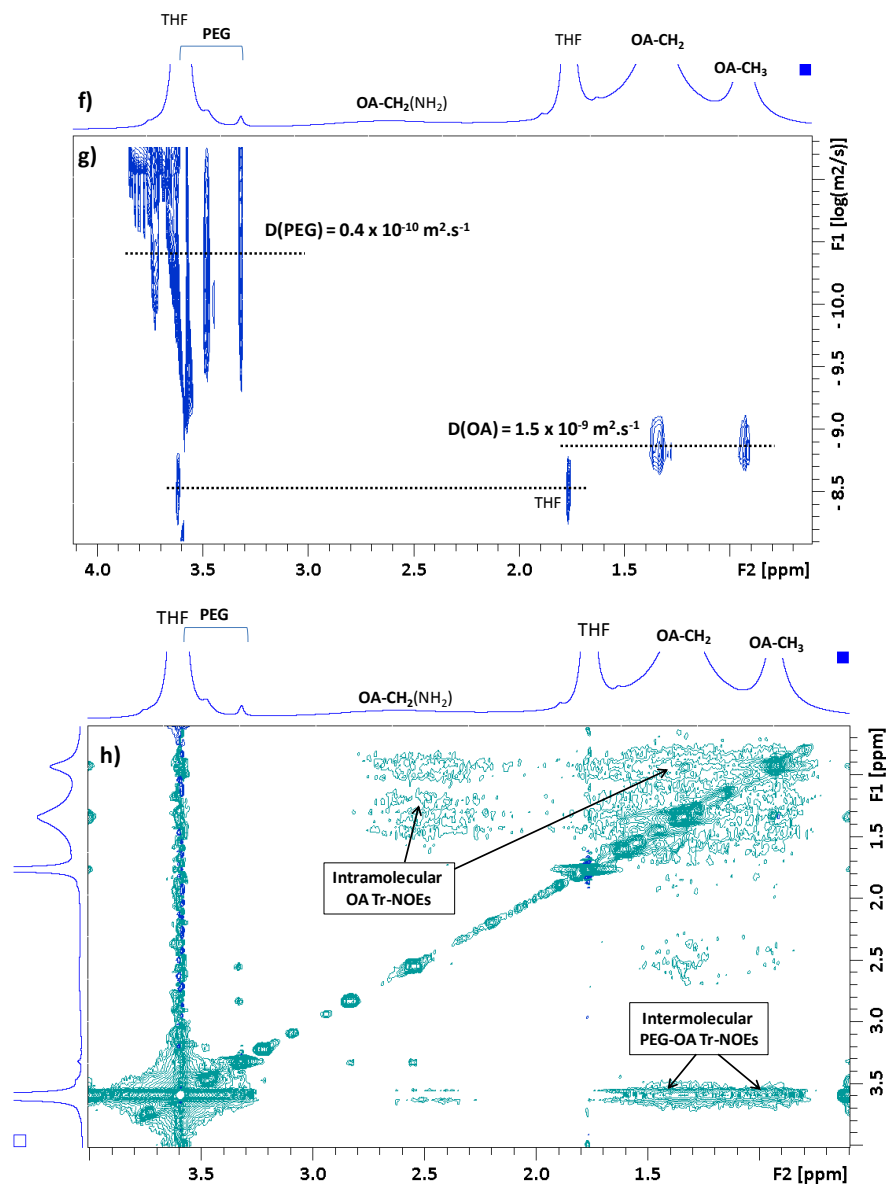 THF
PEG
THF
OA-CH₂
OA-CH₃
f)
OA-CH₂(NH₂)
g)
D(PEG) = 0.4 x 10⁻¹⁰ m².s⁻¹
D(OA) = 1.5 x 10⁻⁹ m².s⁻¹
THF
F1 [log(m2/s)]
- 10.0
- 9.5
- 9.0
- 8.5
4.0 3.5 3.0 2.5 2.0 1.5 F2 [ppm]
THF
PEG
THF
OA-CH₂
OA-CH₃
OA-CH₂(NH₂)
h)
Intramolecular
OA Tr-NOEs
Intermolecular
PEG-OA Tr-NOEs
F1 [ppm]
1.5
2.0
2.5
3.0
3.5
3.5 3.0 2.5 2.0 1.5 F2 [ppm]